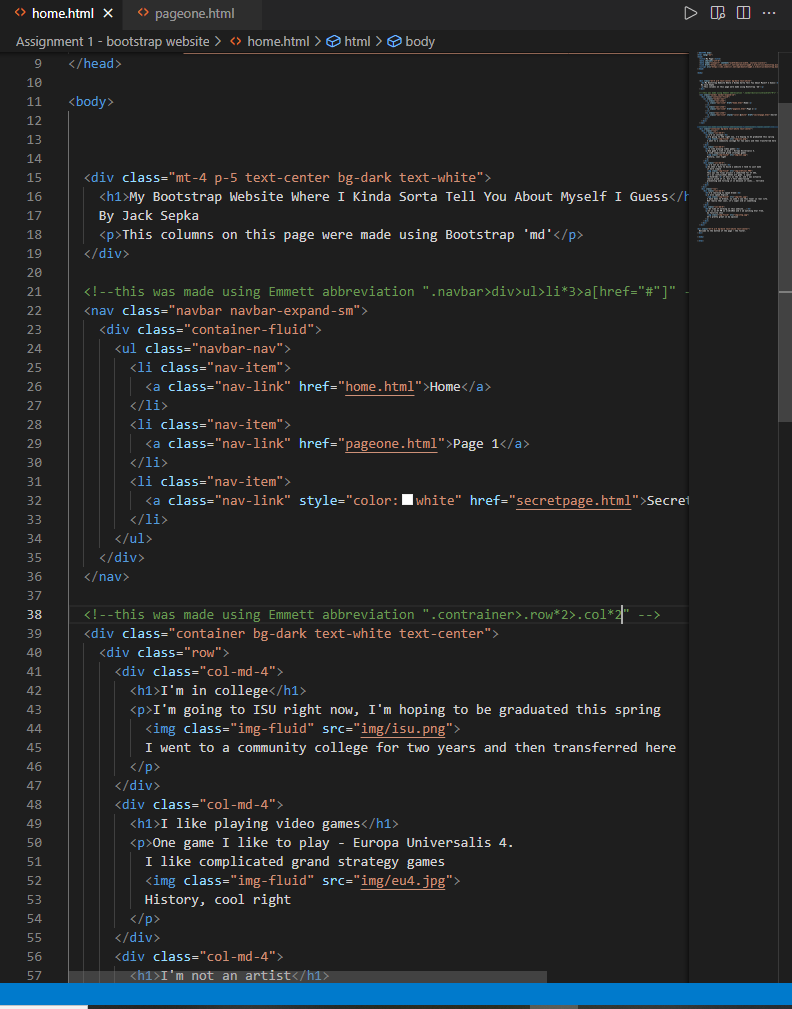 home.html
pageone.html
Assignment 1 - bootstrap website > home.html > html > body
9 </head>
10
11 <body>
12
13
14
15 <div class="mt-4 p-5 text-center bg-dark text-white">
16 <h1>My Bootstrap Website Where I Kinda Sorta Tell You About Myself I Guess</h
17 By Jack Sepka
18 <p>This columns on this page were made using Bootstrap 'md'</p>
19 </div>
20
21 <!--this was made using Emmett abbreviation ".navbar>div>ul>li*3>a[href="#"]" -
22 <nav class="navbar navbar-expand-sm">
23 <div class="container-fluid">
24 <ul class="navbar-nav">
25 <li class="nav-item">
26 <a class="nav-link" href="home.html">Home</a>
27 </li>
28 <li class="nav-item">
29 <a class="nav-link" href="pageone.html">Page 1</a>
30 </li>
31 <li class="nav-item">
32 <a class="nav-link" style="color:white" href="secretpage.html">Secret
33 </li>
34 </ul>
35 </div>
36 </nav>
37
38 <!--this was made using Emmett abbreviation ".contrainer>.row*2>.col*2" -->
39 <div class="container bg-dark text-white text-center">
40 <div class="row">
41 <div class="col-md-4">
42 <h1>I'm in college</h1>
43 <p>I'm going to ISU right now, I'm hoping to be graduated this spring
44 <img class="img-fluid" src="img/isu.png">
45 I went to a community college for two years and then transferred here
46 </p>
47 </div>
48 <div class="col-md-4">
49 <h1>I like playing video games</h1>
50 <p>One game I like to play - Europa Universalis 4.
51 I like complicated grand strategy games
52 <img class="img-fluid" src="img/eu4.jpg">
53 History, cool right
54 </p>
55 </div>
56 <div class="col-md-4">
57 <h1>I'm not an artist</h1>